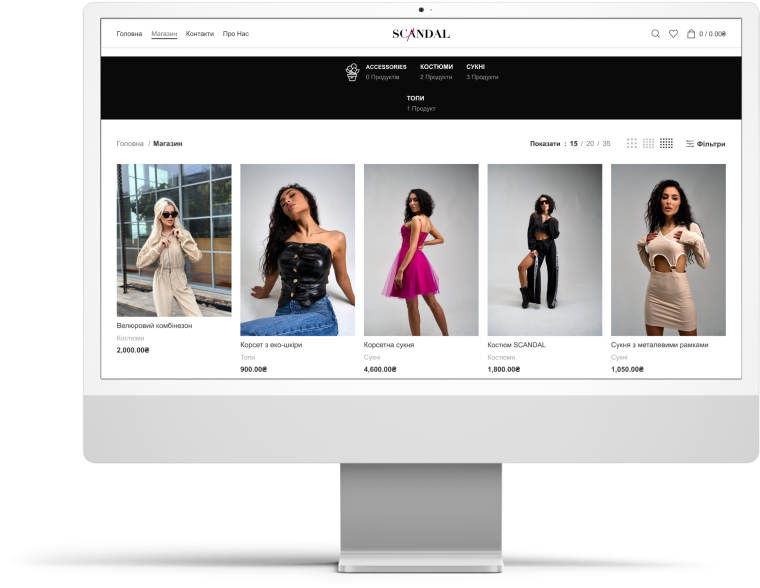 Головна Магазин Контакти Про Нас
SCANDAL
0 / 0.00₴
ACCESSORIES КОСТЮМИ СУКНІ
0 Продуктів 2 Продукти 3 Продукти
ТОПИ
1 Продукт
Головна / Магазин
Показати : 15 / 20 / 35
Фільтри
Велюровий комбінезон
Костюми
2,000.00₴
Корсет з еко-шкіри
Топи
900.00₴
Корсетна сукня
Сукні
4,600.00₴
Костюм SCANDAL
Костюми
1,800.00₴
Сукня з металевими рамками
Сукні
1,050.00₴